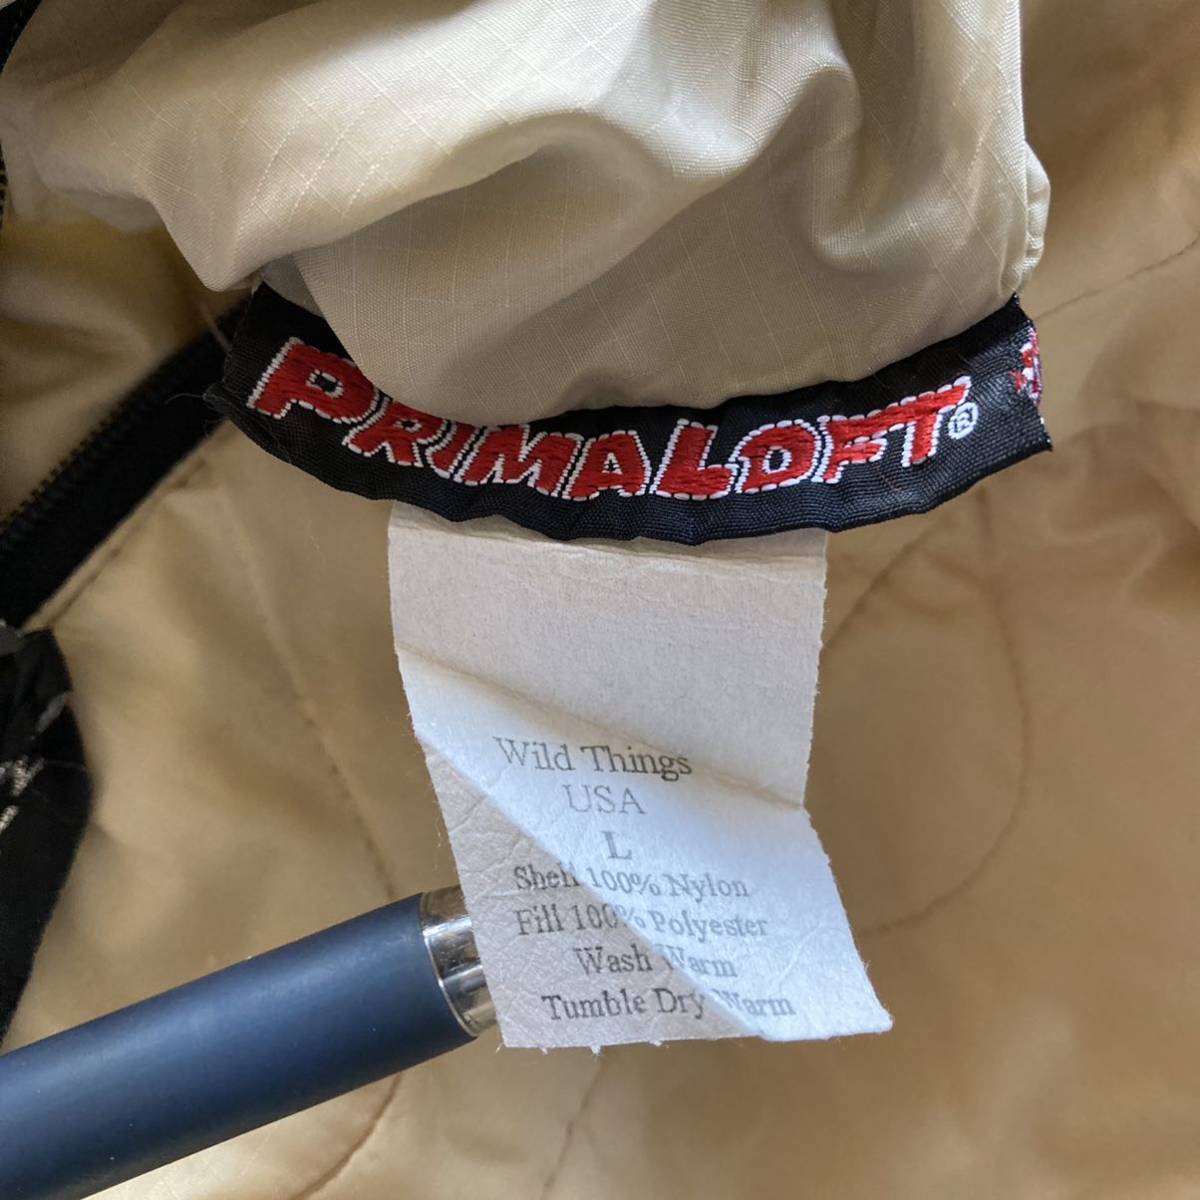 PRIMALOFT®
Wild Things
USA
L
Shell 100% Nylon
Fill 100% Polyester
Wash Warm
Tumble Dry Warm